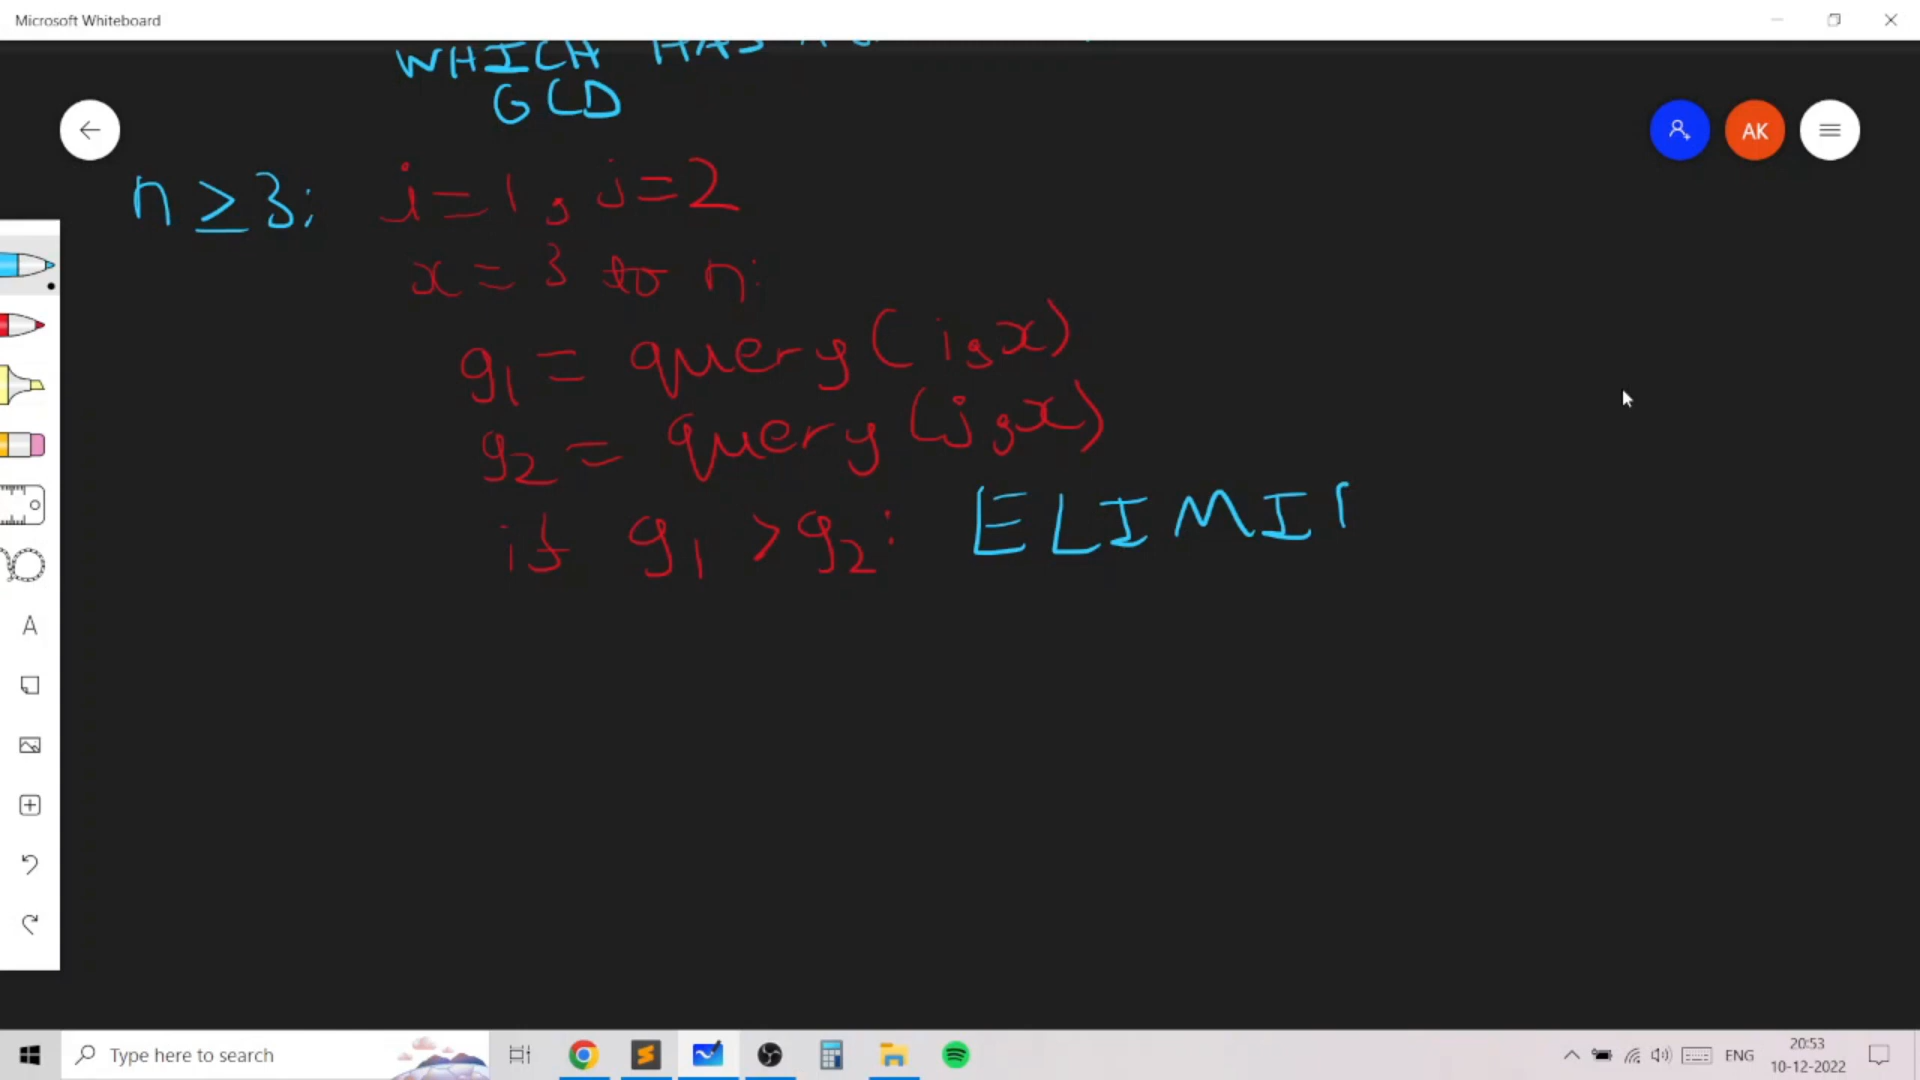 Microsoft Whiteboard
WHICH HAS
GCD
AK
n ≥ 3; i = 1, j = 2
x = 3 to n:
g1 = query(i,x)
g2 = query(j,x)
if g1 > g2: ELIMI
A
Type here to search
ENG
20:53
10-12-2022